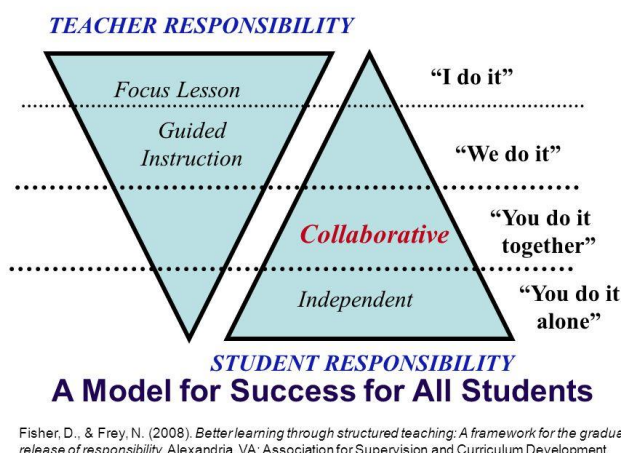 TEACHER RESPONSIBILITY
Focus Lesson
“I do it”
Guided
Instruction
“We do it”
Collaborative
“You do it
together”
Independent
“You do it
alone”
STUDENT RESPONSIBILITY
A Model for Success for All Students
Fisher, D., & Frey, N. (2008). Better learning through structured teaching: A framework for the
release of responsibility. Alexandria, VA: Association for Supervision and Curriculum Development.